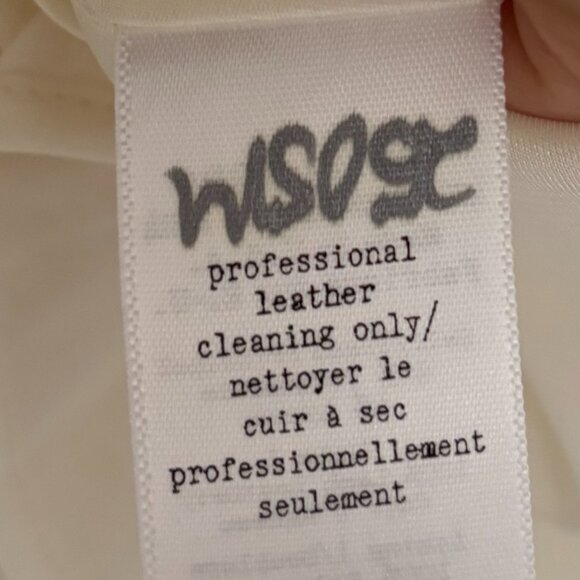 professional
leather
cleaning only/
nettoyer le
cuir à sec
professionnellement
seulement